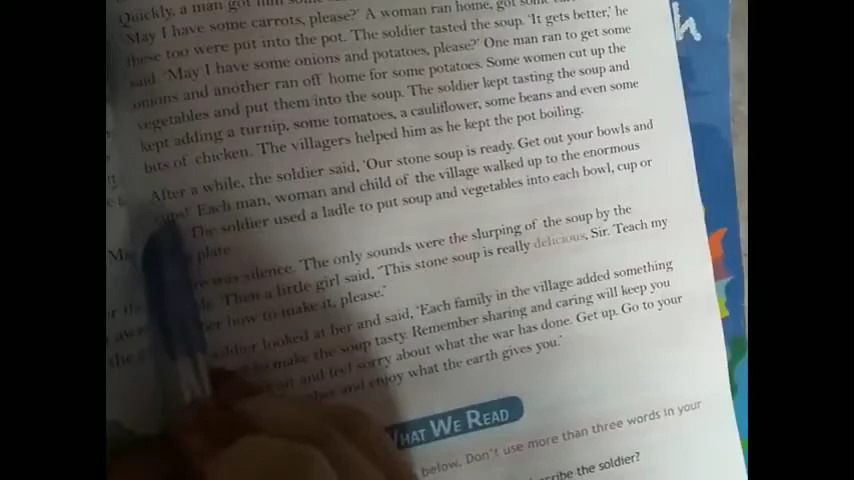 Quickly, a man got him some
May I have some carrots, please?' A woman ran home, got some
these too were put into the pot. The soldier tasted the soup. 'It gets better,' he
said. 'May I have some onions and potatoes, please?' One man ran to get some
onions and another ran off home for some potatoes. Some women cut up the
vegetables and put them into the soup. The soldier kept tasting the soup and
kept adding a turnip, some tomatoes, a cauliflower, some beans and even some
bits of chicken. The villagers helped him as he kept the pot boiling.
After a while, the soldier said, 'Our stone soup is ready. Get out your bowls and
cups!' Each man, woman and child of the village walked up to the enormous
The soldier used a ladle to put soup and vegetables into each bowl, cup or
plate
was silence. The only sounds were the slurping of the soup by the
Then a little girl said, 'This stone soup is really delicious, Sir. Teach my
how to make it, please.'
looked at her and said, 'Each family in the village added something
to make the soup tasty. Remember sharing and caring will keep you
and feel sorry about what the war has done. Get up. Go to your
and enjoy what the earth gives you.'
WHAT WE READ
below. Don't use more than three words in your
the soldier?